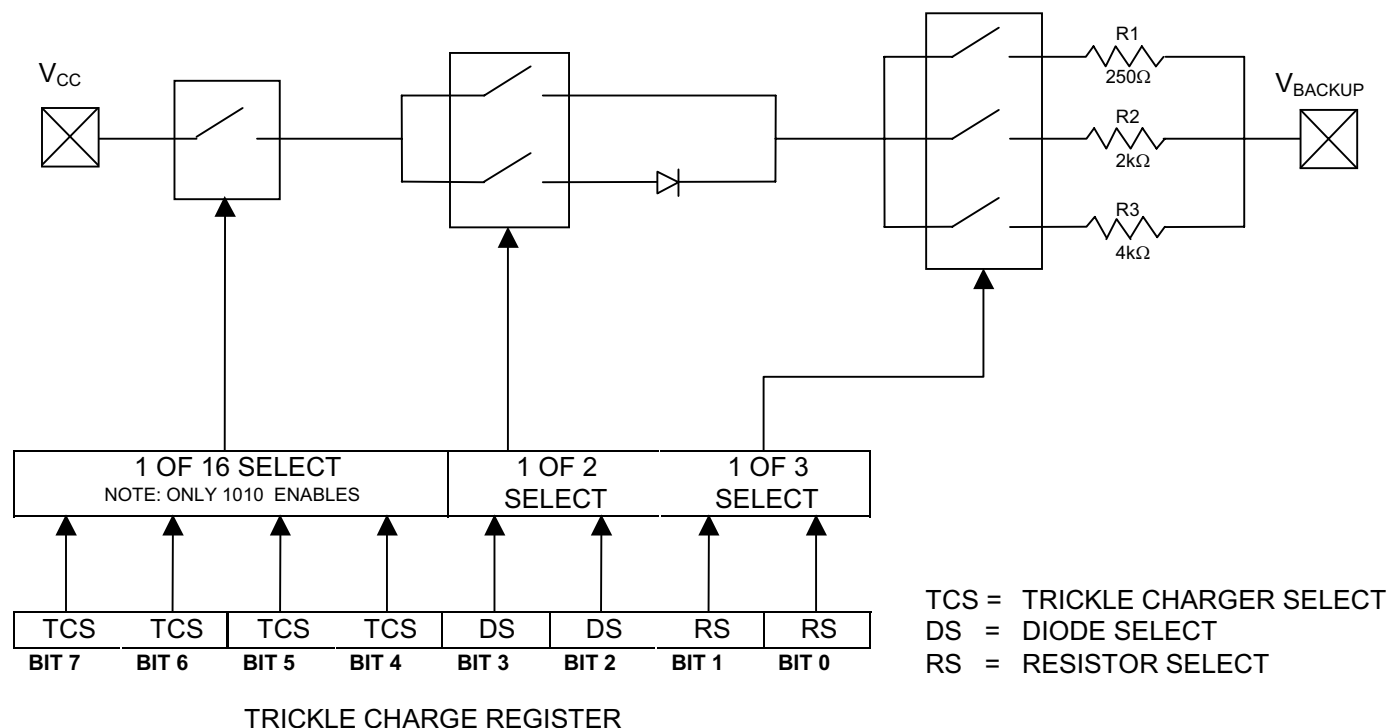 R1
250Ω
VCC
VBACKUP
R2
2kΩ
R3
4kΩ
1 OF 16 SELECT
NOTE: ONLY 1010 ENABLES
1 OF 2
SELECT
1 OF 3
SELECT
TCS TCS TCS TCS DS DS RS RS
BIT 7 BIT 6 BIT 5 BIT 4 BIT 3 BIT 2 BIT 1 BIT 0
TCS = TRICKLE CHARGER SELECT
DS = DIODE SELECT
RS = RESISTOR SELECT
TRICKLE CHARGE REGISTER